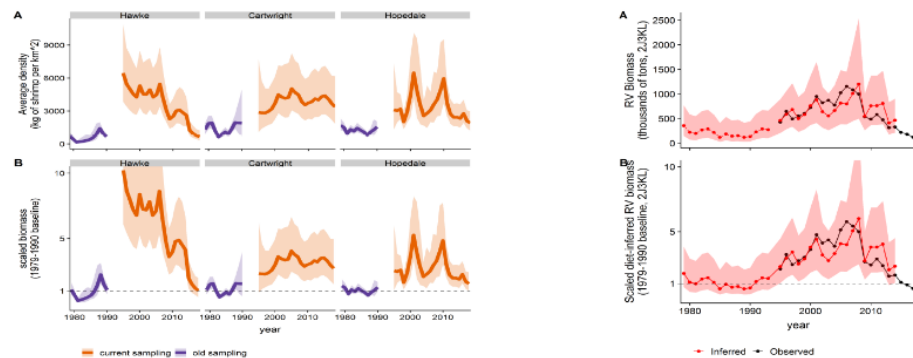 A
Hawke
Cartwright
Hopedale
Average density
(kg of shrimp per km^2)
9000
6000
3000
0
B
Hawke
Cartwright
Hopedale
scaled biomass
(1979-1990 baseline)
10
5
1
1980 1990 2000 2010 1980 1990 2000 2010 1980 1990 2000 2010
year
current sampling old sampling
A
RV Biomass
(thousands of tons, 2J3KL)
2500
2000
1500
1000
500
0
B
Scaled diet-inferred RV biomass
(1979-1990 baseline, 2J3KL)
10
5
1
1980 1990 2000 2010
year
Inferred Observed